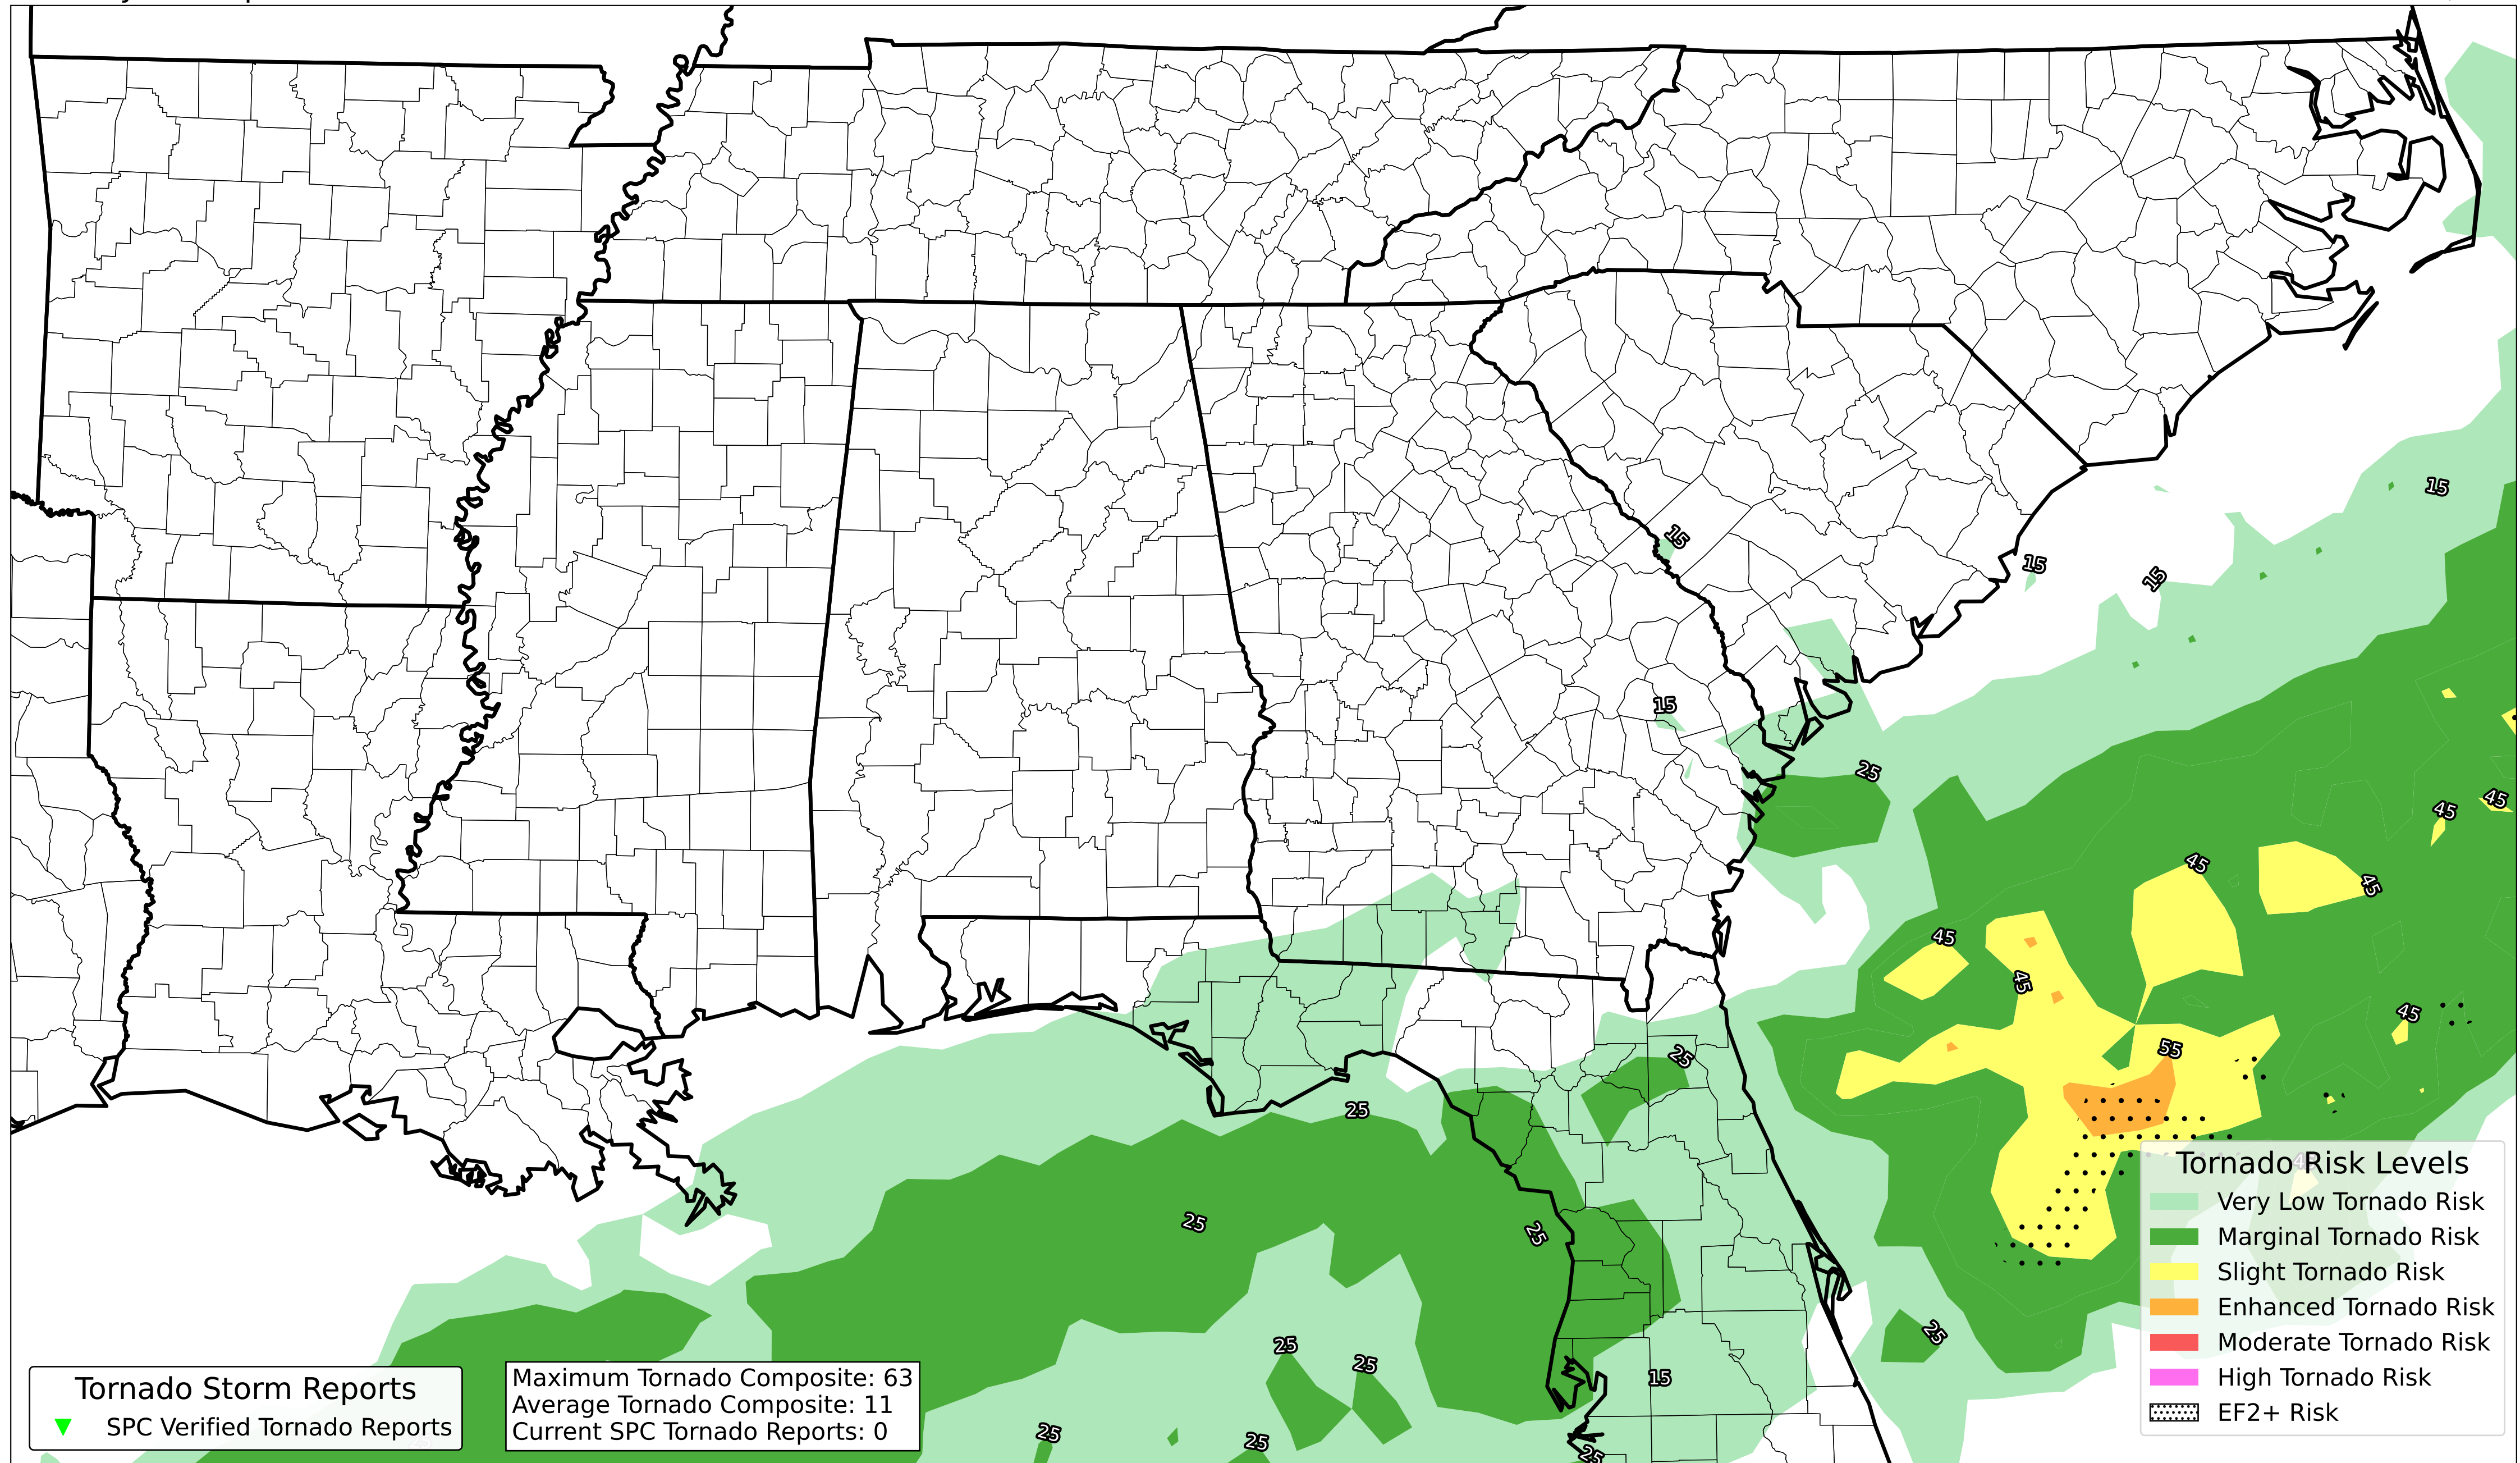 15
15
15
15
15
25
45
45
45
45
45
45
45
55
25
25
25
25
Tornado Risk Levels
Very Low Tornado Risk
Marginal Tornado Risk
Slight Tornado Risk
Enhanced Tornado Risk
Moderate Tornado Risk
High Tornado Risk
EF2+ Risk
25
25
25
15
25
25
25
Tornado Storm Reports
SPC Verified Tornado Reports
Maximum Tornado Composite: 63
Average Tornado Composite: 11
Current SPC Tornado Reports: 0